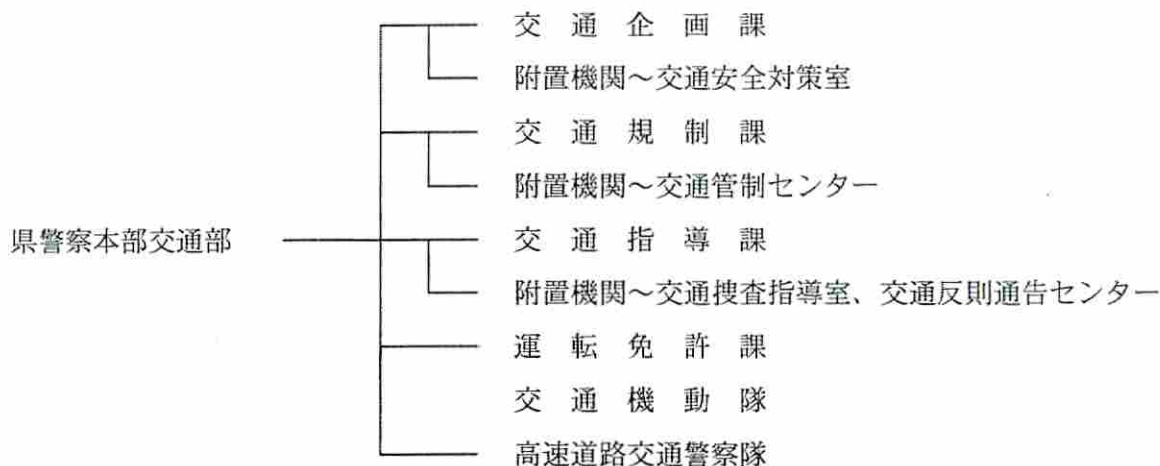 交通企画課
附置機関～交通安全対策室
交通規制課
附置機関～交通管制センター
県警察本部交通部
交通指導課
附置機関～交通捜査指導室、交通反則通告センター
運転免許課
交通機動隊
高速道路交通警察隊